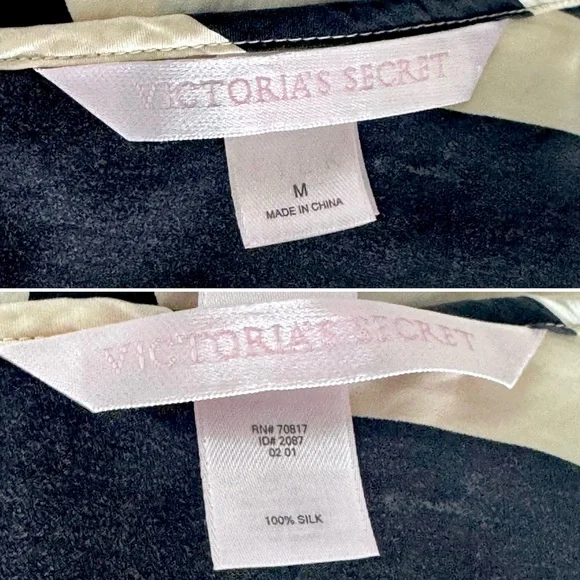 VICTORIA'S SECRET
M
MADE IN CHINA
VICTORIA'S SECRET
RN# 70817
ID# 2087
02 01
100% SILK